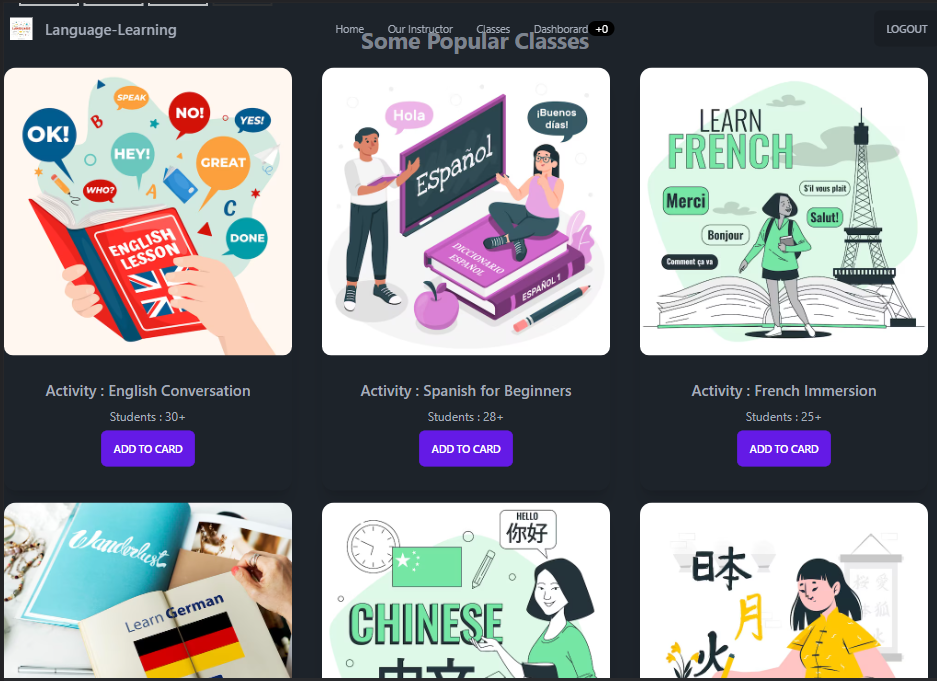 Language-Learning
Home
Our Instructor
Classes
Dashborard
+0
LOGOUT
Some Popular Classes
SPEAK
NO!
YES!
OK!
B
HEY!
GREAT
WHO?
A
C
DONE
ENGLISH
LESSON
Hola
¡Buenos
días!
Español
DICCIONARIO
ESPAÑOL
ESPAÑOL 1
LEARN
FRENCH
S'il vous plait
Merci
Salut!
Bonjour
Comment ça va
Activity : English Conversation
Students : 30+
ADD TO CARD
Activity : Spanish for Beginners
Students : 28+
ADD TO CARD
Activity : French Immersion
Students : 25+
ADD TO CARD
Wanderlust
Learn German
HELLO
你好
CHINESE
中文
日本
月
火